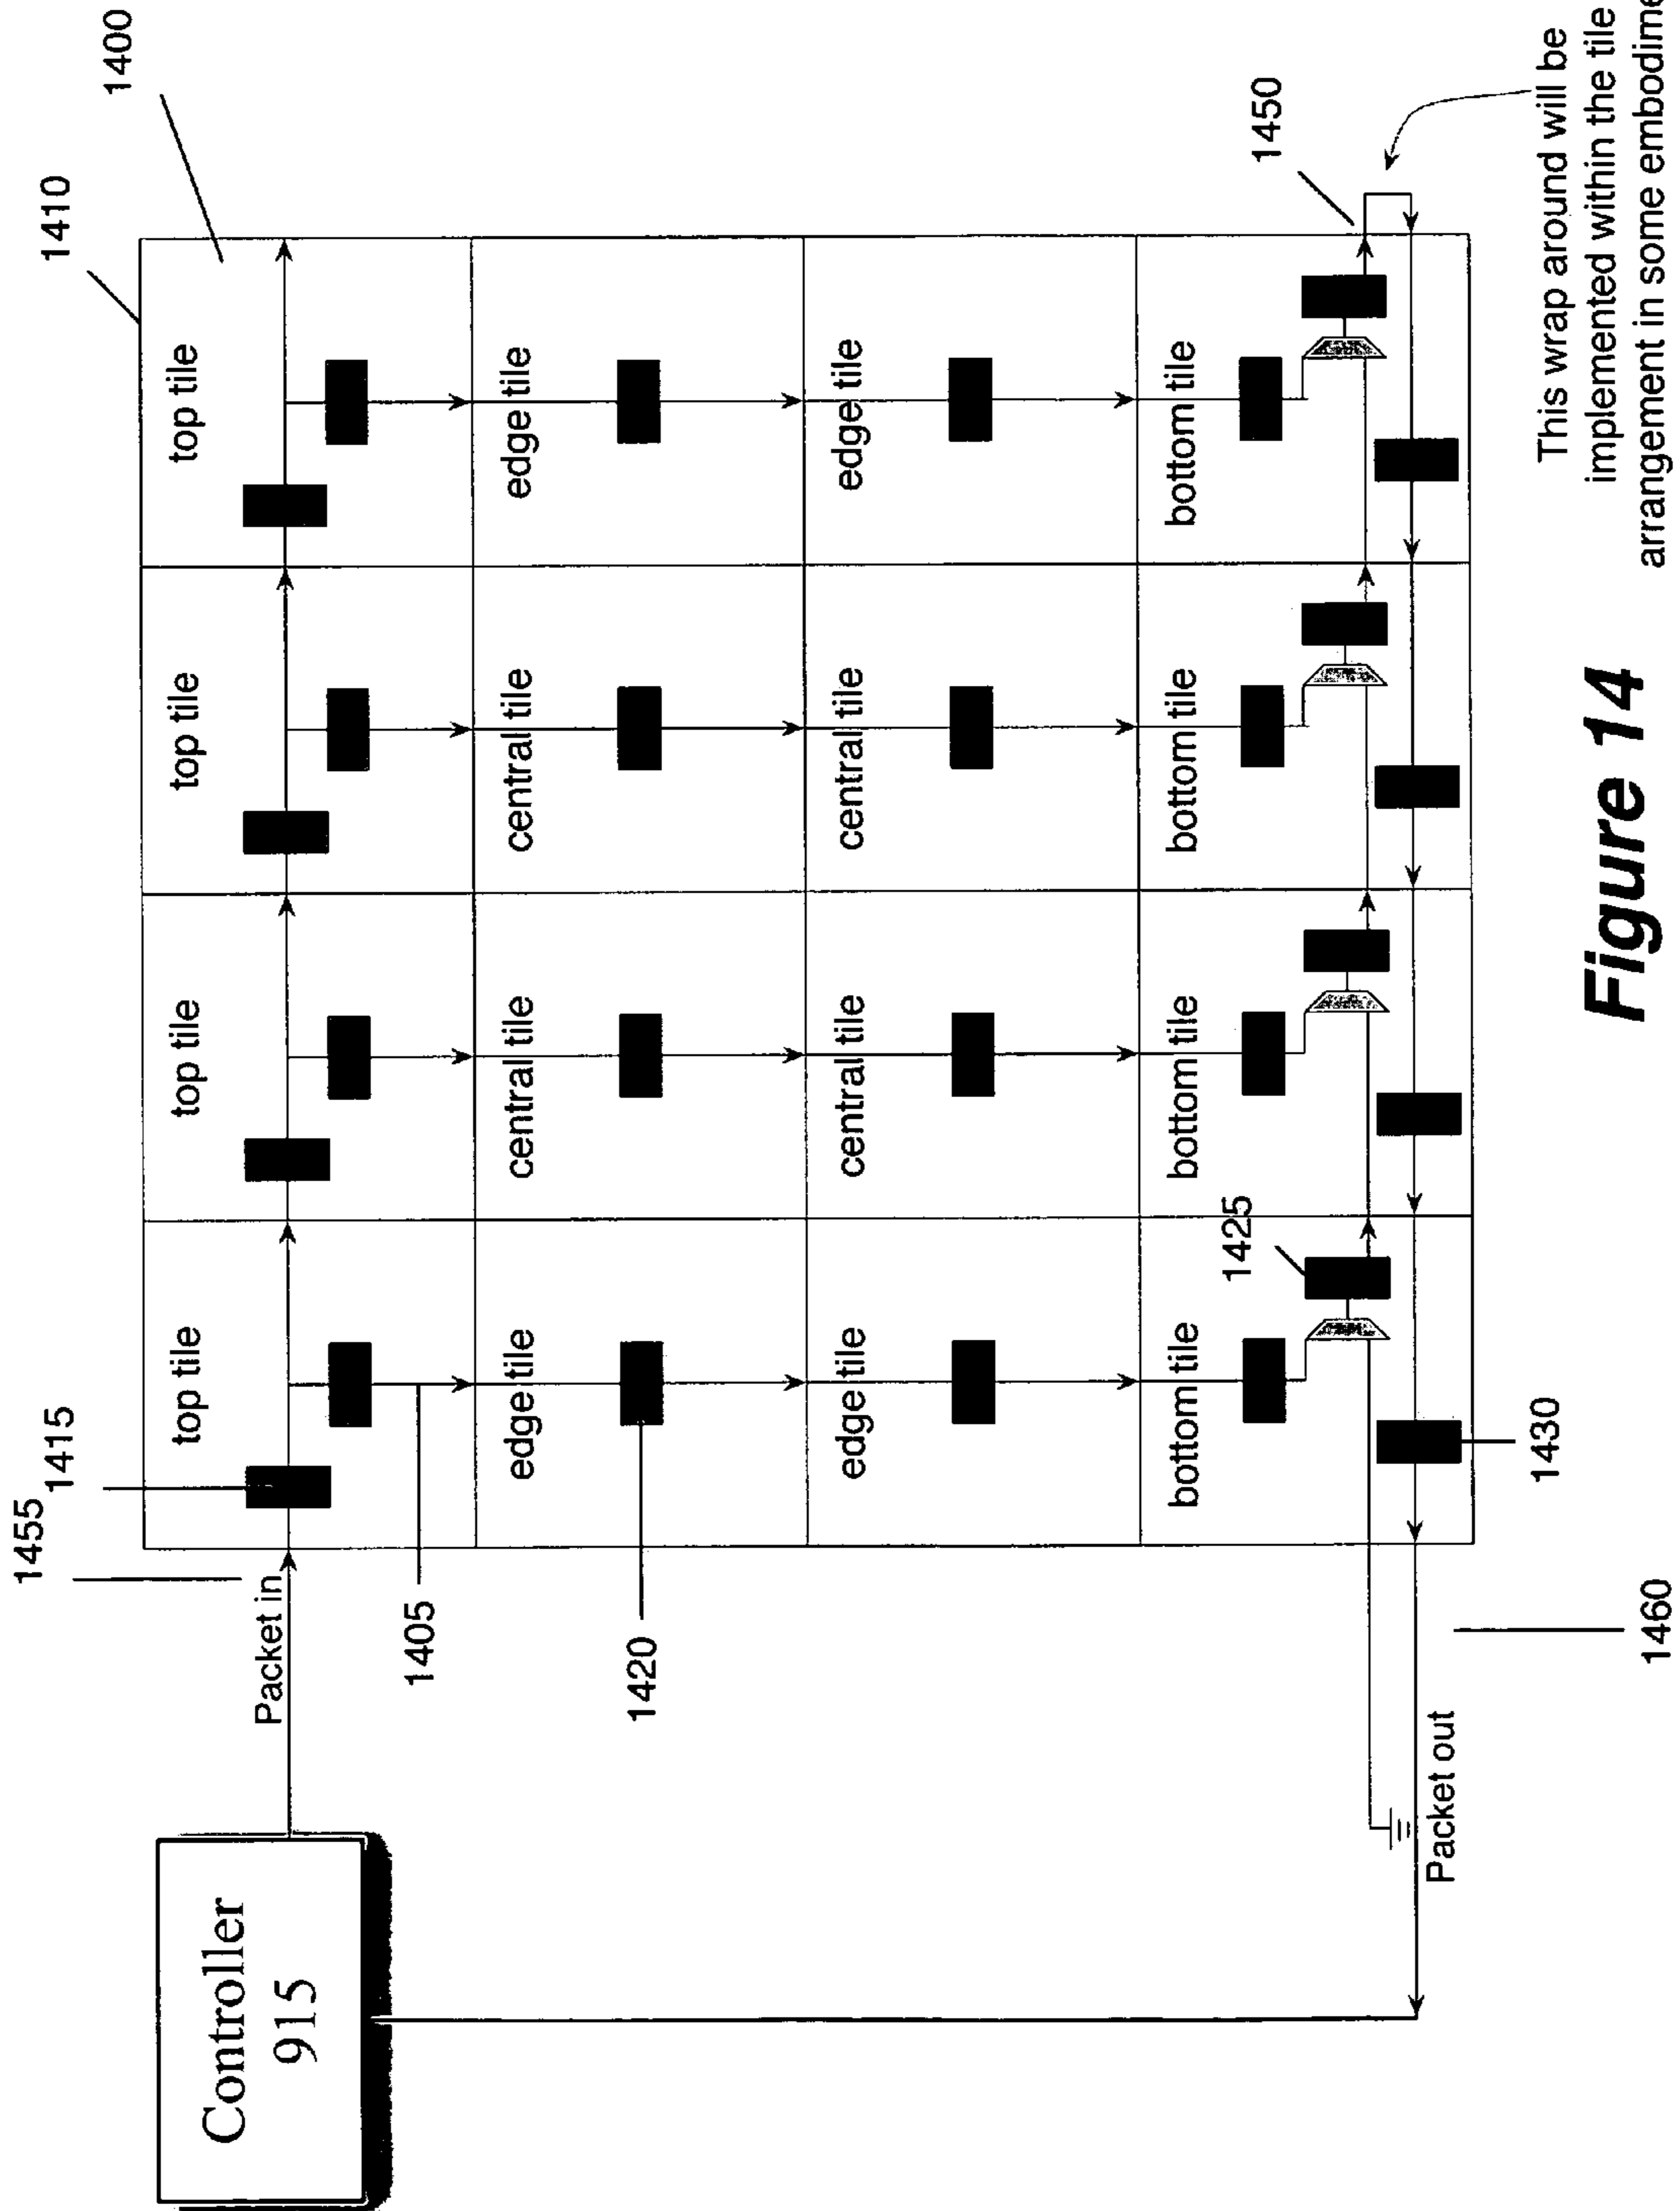 1455
1415
1410
1400
top tile
top tile
top tile
top tile
Controller
915
Packet in
1405
edge tile
central tile
central tile
edge tile
1420
edge tile
central tile
central tile
edge tile
bottom tile
bottom tile
bottom tile
bottom tile
1425
1450
Packet out
1430
1460
This wrap around will be
implemented within the tile
arrangement in some embodime
Figure 14